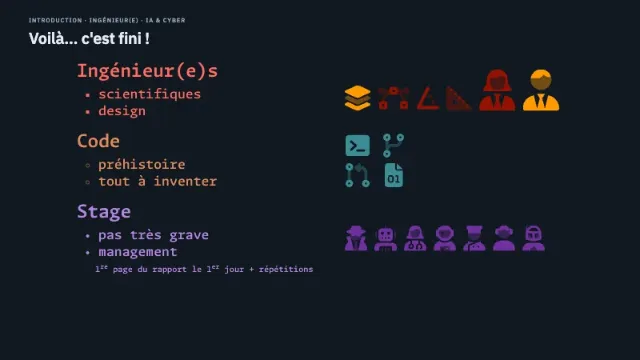 INTRODUCTION · INGÉNIEUR(E) · IA & CYBER
Voilà... c'est fini !
Ingénieur(e)s
scientifiques
design
Code
préhistoire
tout à inventer
01
Stage
pas très grave
management
1re page du rapport le 1er jour + répétitions